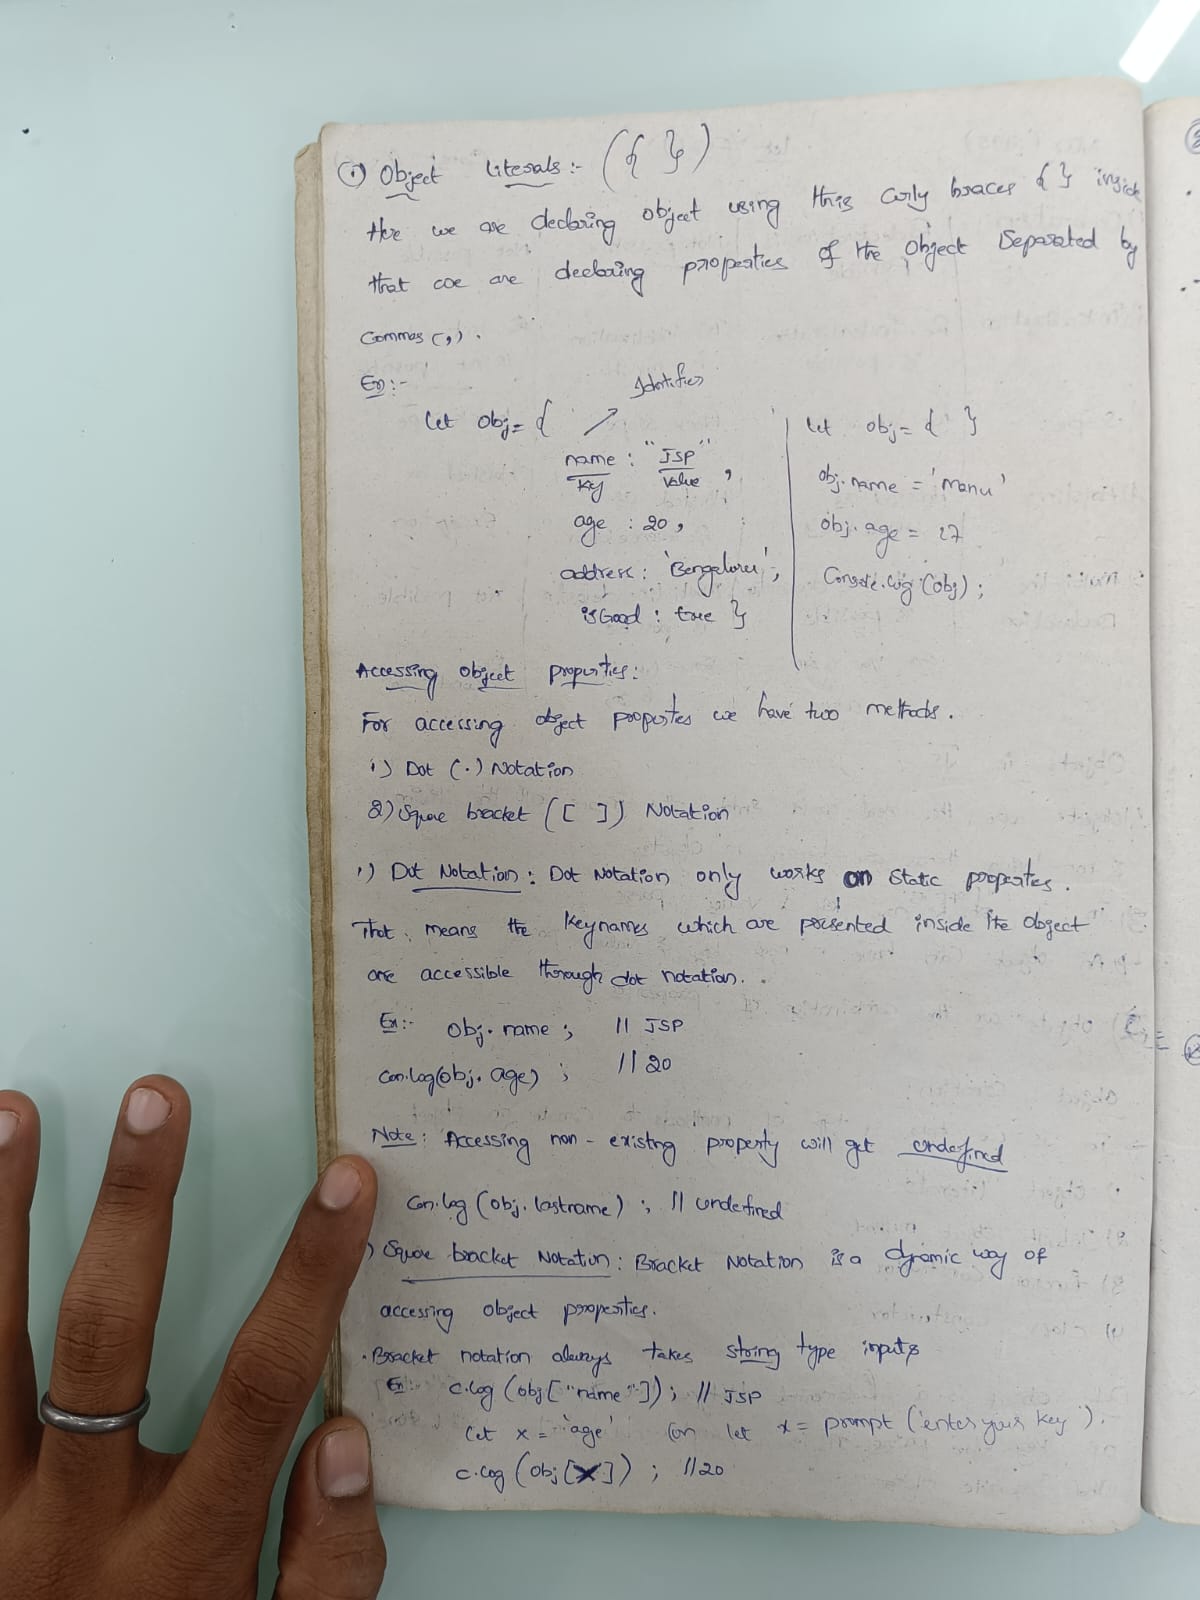 ① Object Literals :- ({ })
Here we are declaring object using this Curly braces { } inside
that we are declaring properties of the object Separated by
Commas (,) .
Ex :-
Identifier
let obj = {
name : "JSP" ,
key value
age : 20 ,
address : 'Bengaluru' ,
isGood : true }
let obj = { }
obj.name = 'Manu'
obj.age = 27
Console.log (obj) ;
Accessing object properties :
For accessing object properties we have two methods .
1) Dot (.) Notation
2) Square bracket ([ ]) Notation
1) Dot Notation : Dot Notation only works on static properties .
That means the keynames which are presented inside the object
are accessible through dot notation. .
Ex :- Obj. name ; // JSP
Con.log(obj. age) ; // 20
Note : Accessing non - existing property will get undefined
Con.log (obj. lastname) ; // undefined
) Square bracket Notation : Bracket Notation is a dynamic way of
accessing object properties.
. Bracket notation always takes string type inputs
Ex: c.log (obj["name"]) ; // JSP
let x = 'age' (or let x = prompt ('enter your key ') .
c.log (obj[x]) ; //20